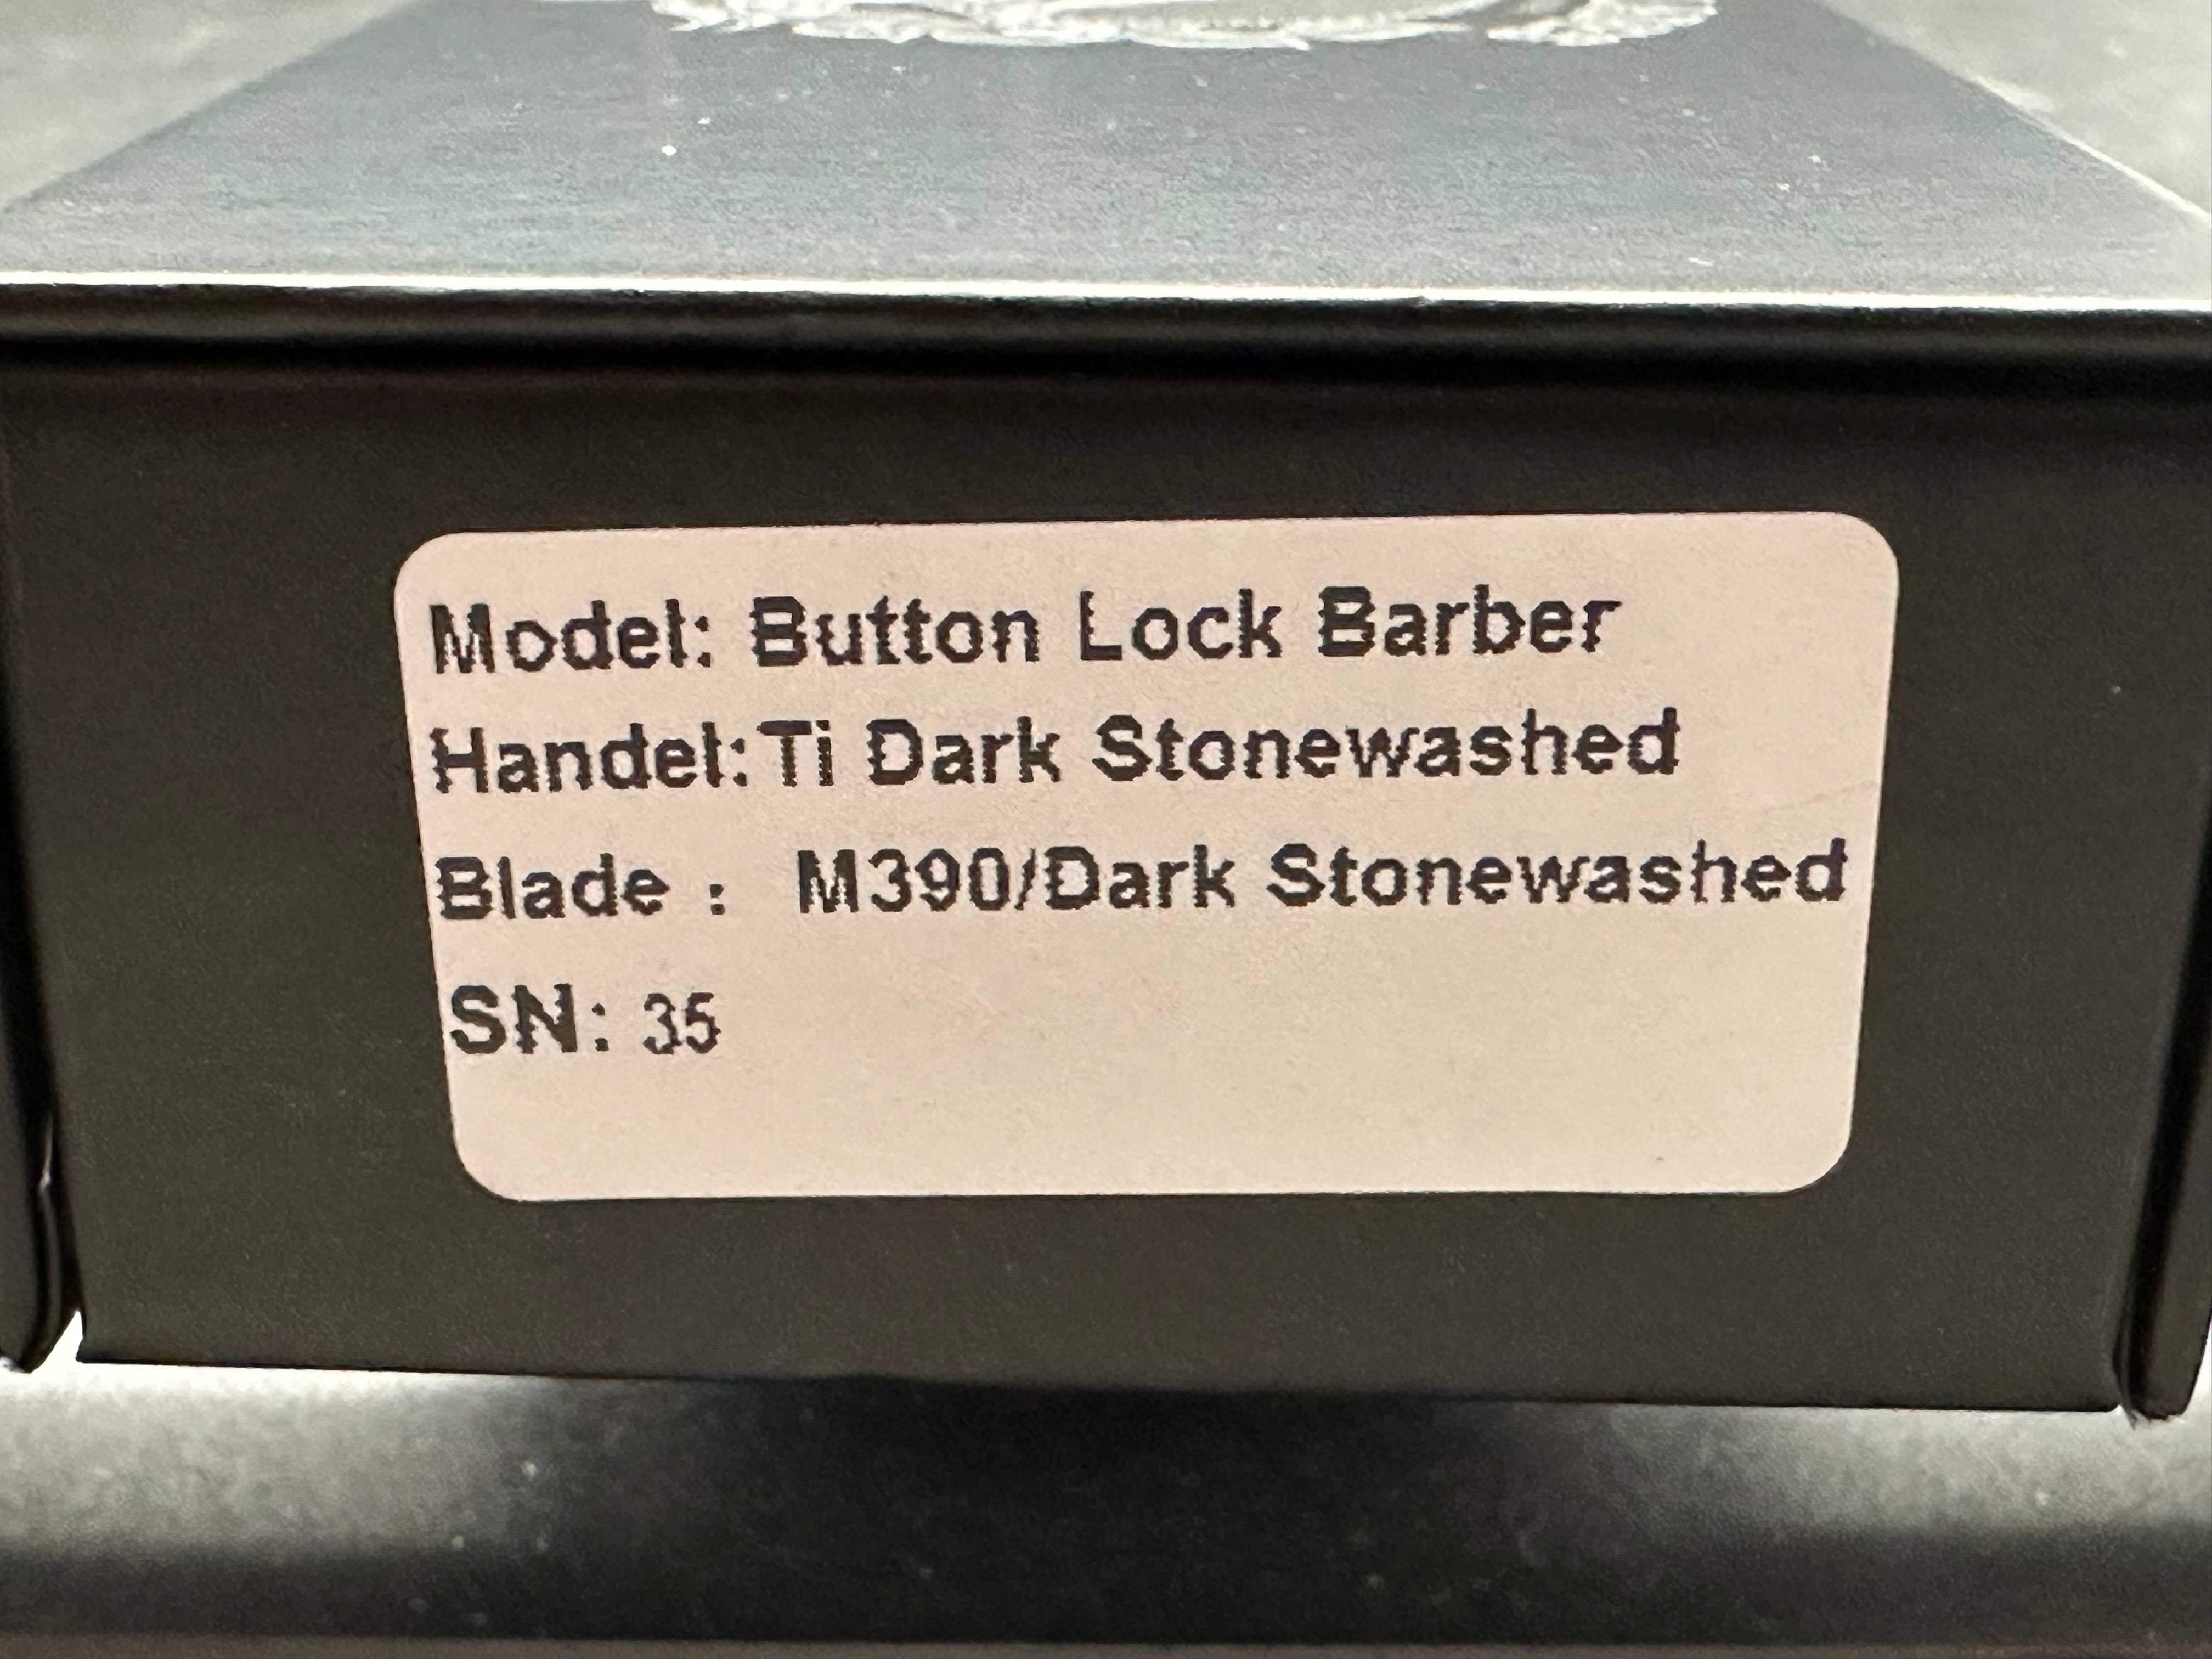 Model: Button Lock Barber
Handel:Ti Dark Stonewashed
Blade : M390/Dark Stonewashed
SN: 35